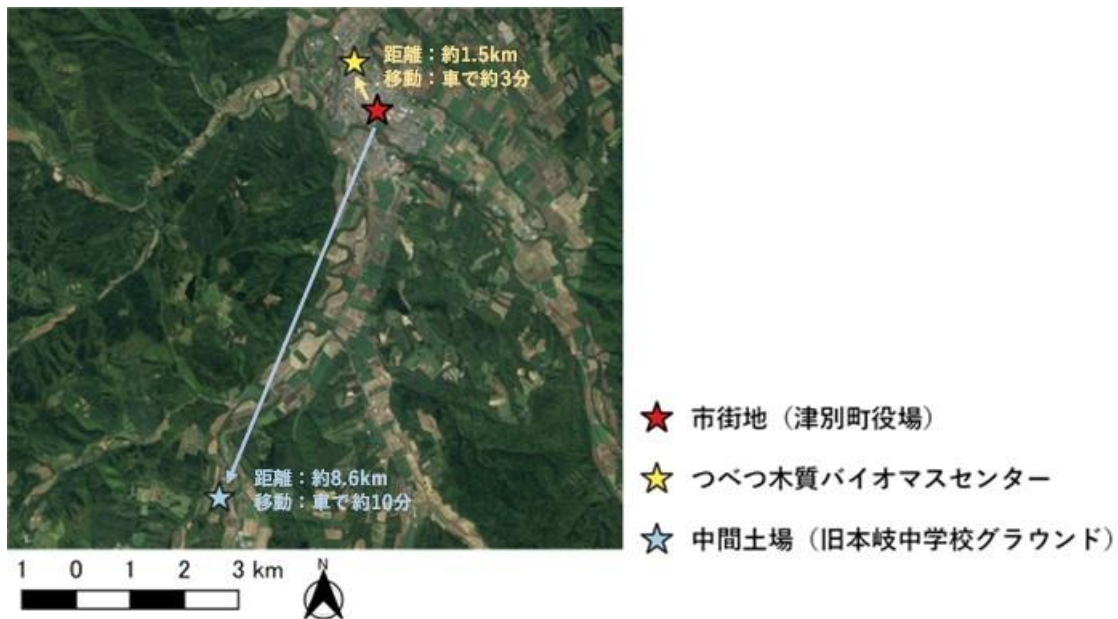 距離：約1.5km
移動：車で約3分
距離：約8.6km
移動：車で約10分
市街地（津別町役場）
つべつ木質バイオマスセンター
中間土場（旧本岐中学校グラウンド）
1 0 1 2 3 km
N